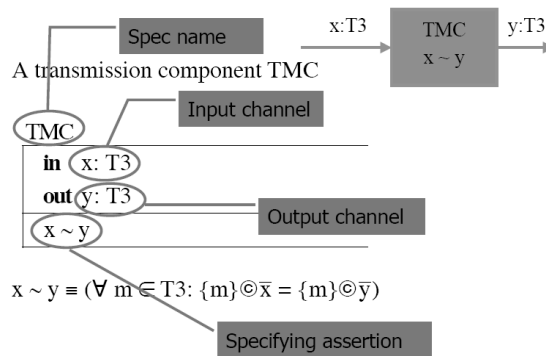 Spec name
x:T3
TMC
x ~ y
y:T3
A transmission component TMC
Input channel
TMC
in x: T3
out y: T3
Output channel
x ~ y
x ~ y ≡ (∀ m ∈ T3: {m}©x̅ = {m}©y̅)
Specifying assertion